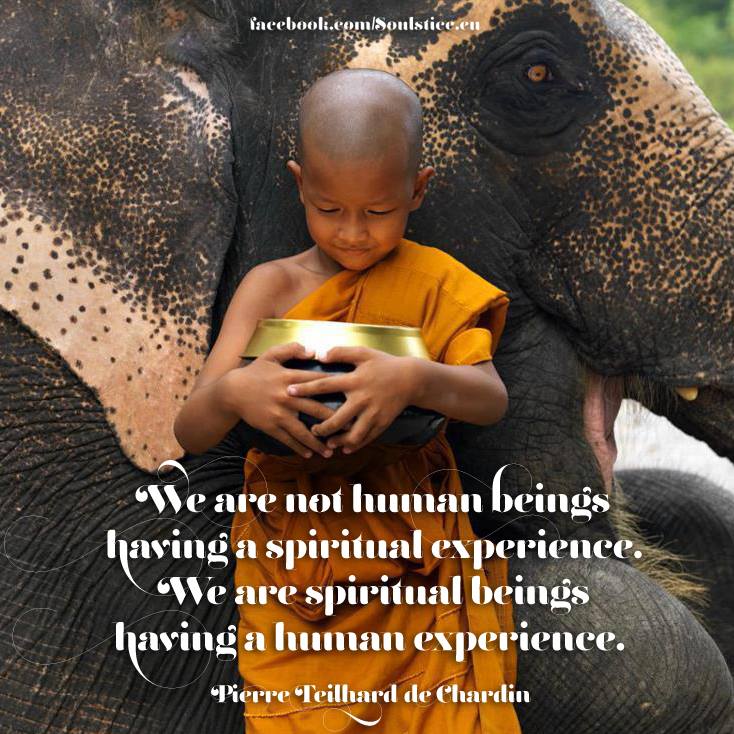 facebook.com/Soulstice.eu
We are not human beings
having a spiritual experience.
We are spiritual beings
having a human experience.
Pierre Teilhard de Chardin